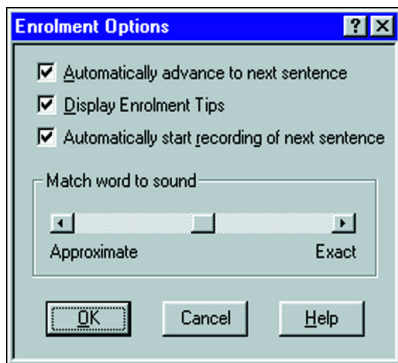 Enrolment Options
Automatically advance to next sentence
Display Enrolment Tips
Automatically start recording of next sentence
Match word to sound
Approximate Exact
OK Cancel Help